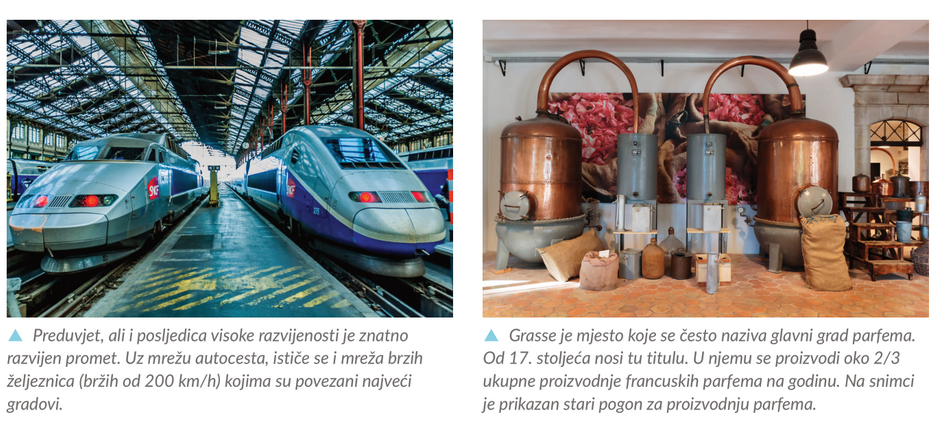 SNCF
SNCF
Preduvjet, ali i posljedica visoke razvijenosti je znatno
razvijen promet. Uz mrežu autocesta, ističe se i mreža brzih
željeznica (bržih od 200 km/h) kojima su povezani najveći
gradovi.
Grasse je mjesto koje se često naziva glavni grad parfema.
Od 17. stoljeća nosi tu titulu. U njemu se proizvodi oko 2/3
ukupne proizvodnje francuskih parfema na godinu. Na snimci
je prikazan stari pogon za proizvodnju parfema.